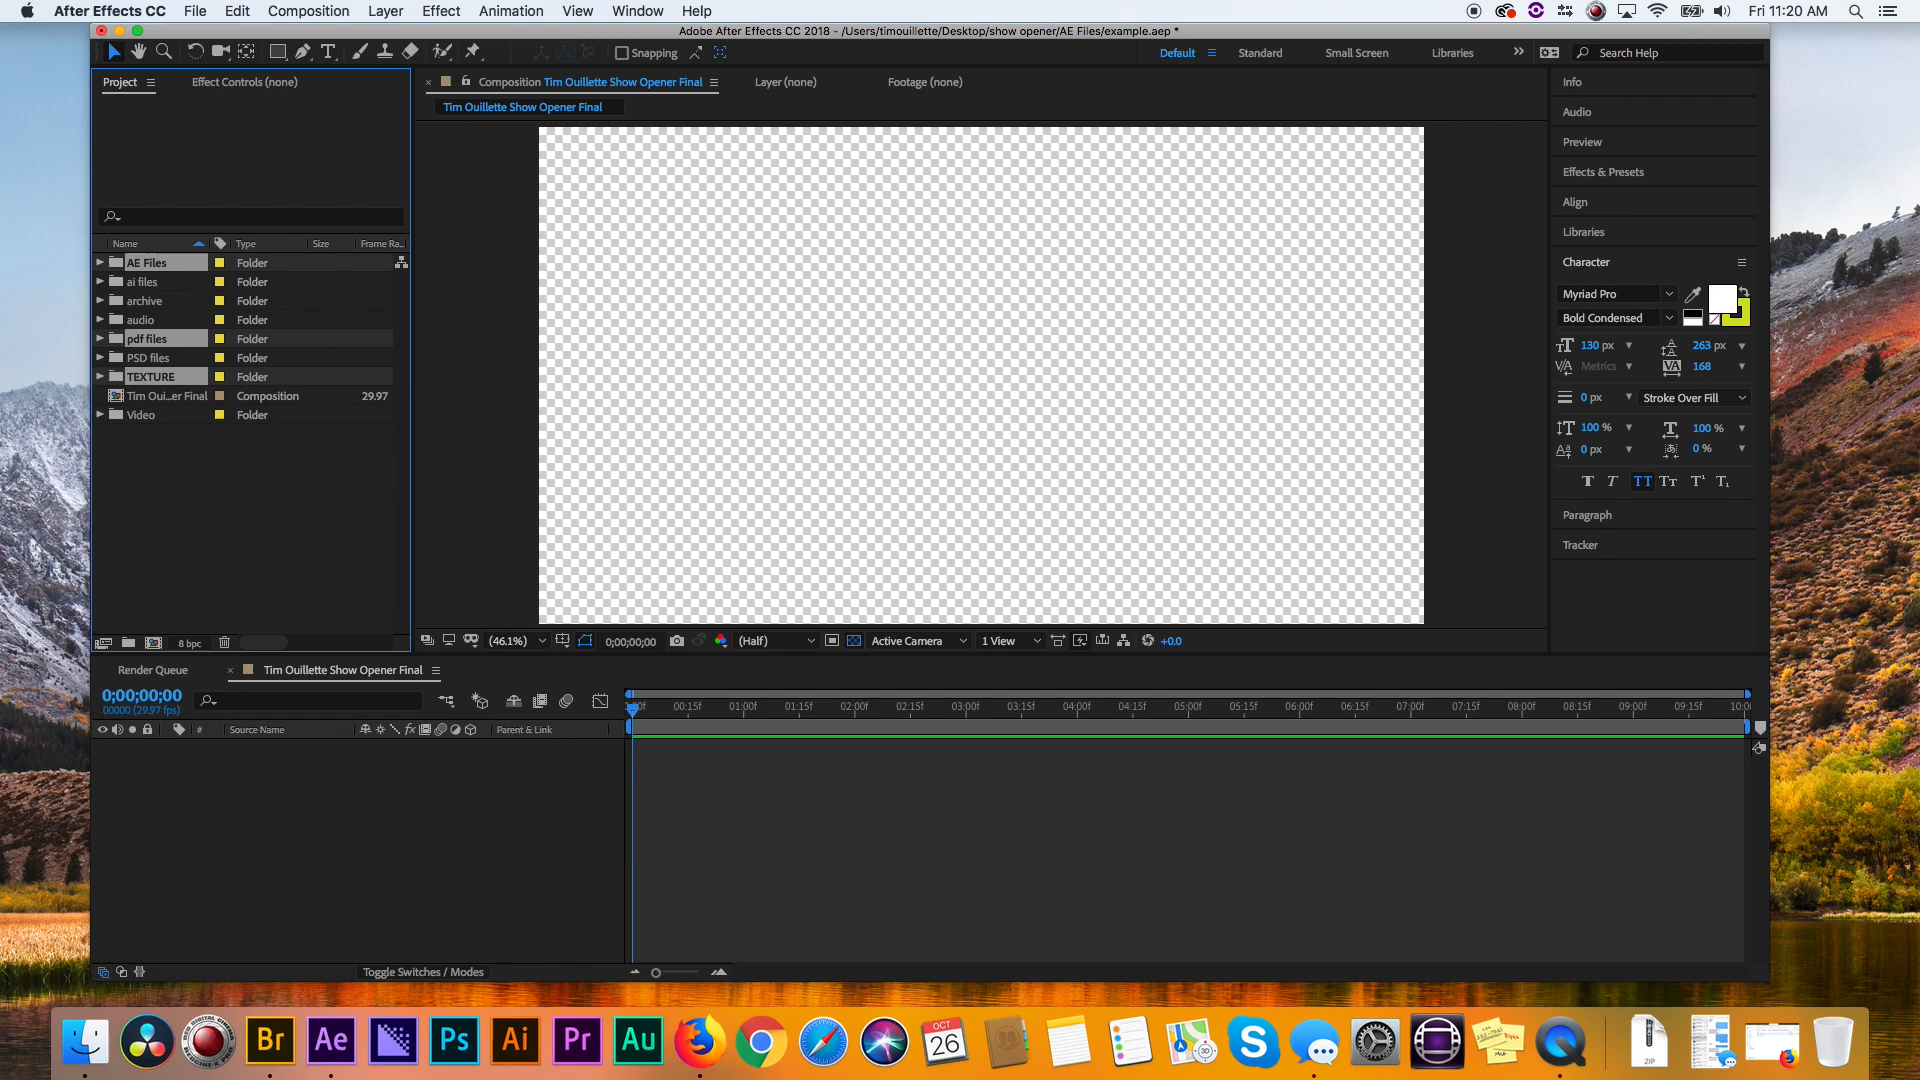 After Effects CC File Edit Composition Layer Effect Animation View Window Help Fri 11:20 AM
Adobe After Effects CC 2018 - /Users/timouillette/Desktop/show opener/AE Files/example.aep *
Snapping Default Standard Small Screen Libraries Search Help
Project Effect Controls (none) Composition Tim Ouillette Show Opener Final Layer (none) Footage (none) Info
Tim Ouillette Show Opener Final
Audio
Preview
Effects & Presets
Align
Libraries
Name Type Size Frame Ra...
AE Files Folder
ai files Folder
archive Folder
audio Folder
pdf files Folder
PSD files Folder
TEXTURE Folder
Tim Oui...er Final Composition 29.97
Video Folder
Character
Myriad Pro
Bold Condensed
130 px 263 px
Metrics 168
0 px Stroke Over Fill
100 % 100 %
0 px 0 %
T T TT TT T¹ T₁
Paragraph
Tracker
8 bpc (46.1%) 0;00;00;00 (Half) Active Camera 1 View +0.0
Render Queue Tim Ouillette Show Opener Final
0;00;00;00
00000 (29.97 fps)
:00f 00:15f 01:00f 01:15f 02:00f 02:15f 03:00f 03:15f 04:00f 04:15f 05:00f 05:15f 06:00f 06:15f 07:00f 07:15f 08:00f 08:15f 09:00f 09:15f 10:0
# Source Name fx Parent & Link
Toggle Switches / Modes
Br Ae Ps Ai Pr Au OCT
26 3D S ZIP